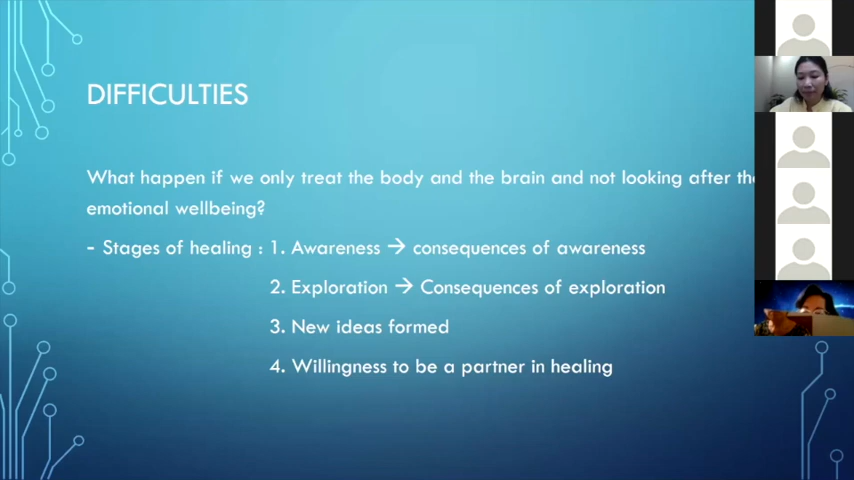 DIFFICULTIES
What happen if we only treat the body and the brain and not looking after the
emotional wellbeing?
- Stages of healing : 1. Awareness → consequences of awareness
2. Exploration → Consequences of exploration
3. New ideas formed
4. Willingness to be a partner in healing